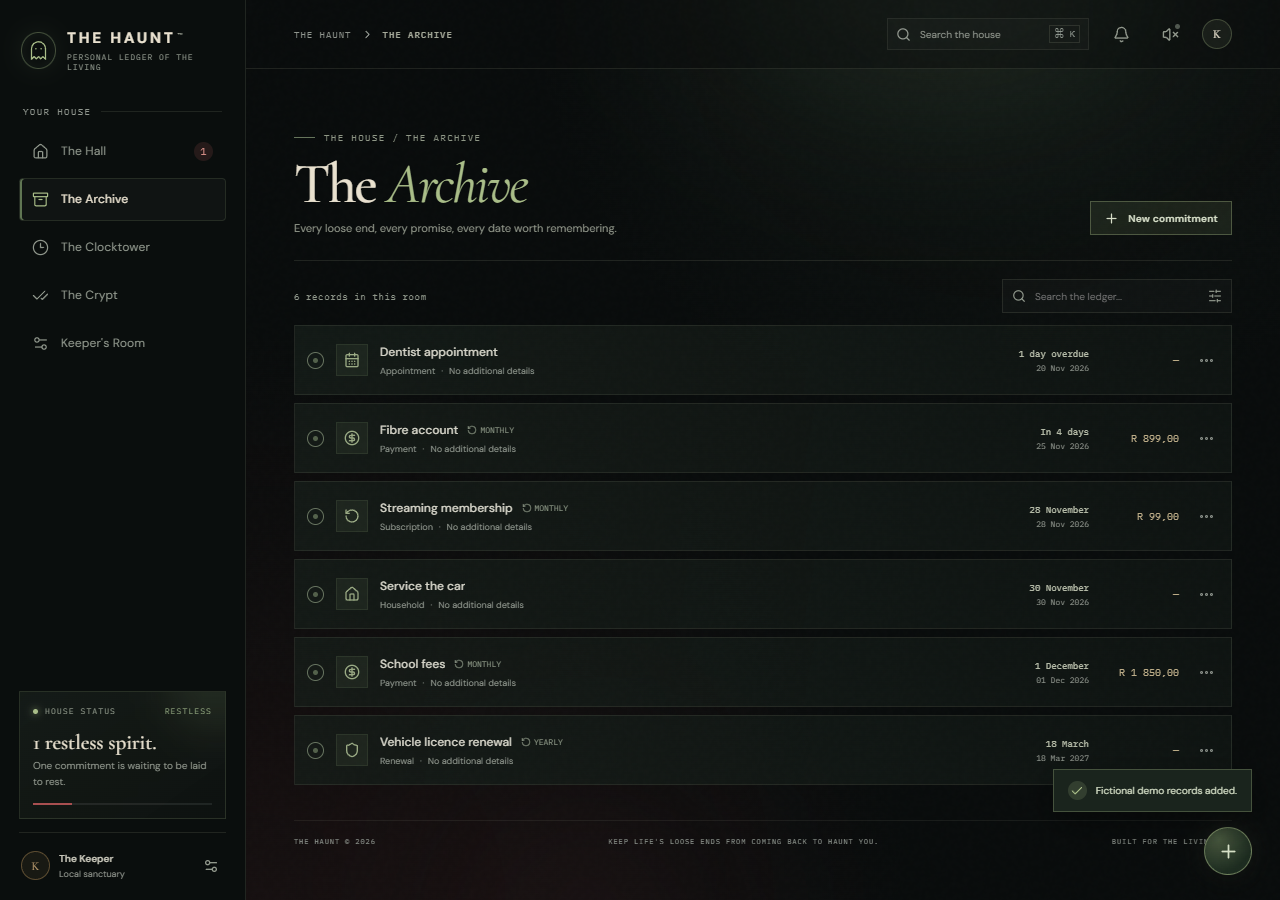 THE HAUNT™
PERSONAL LEDGER OF THE
LIVING
YOUR HOUSE
The Hall
1
The Archive
The Clocktower
The Crypt
Keeper's Room
HOUSE STATUS
RESTLESS
1 restless spirit.
One commitment is waiting to be laid
to rest.
K
The Keeper
Local sanctuary
THE HAUNT > THE ARCHIVE
Search the house
⌘ K
K
THE HOUSE / THE ARCHIVE
The Archive
Every loose end, every promise, every date worth remembering.
+ New commitment
6 records in this room
Search the ledger...
Dentist appointment
Appointment · No additional details
1 day overdue
20 Nov 2026
—
Fibre account MONTHLY
Payment · No additional details
In 4 days
25 Nov 2026
R 899,00
Streaming membership MONTHLY
Subscription · No additional details
28 November
28 Nov 2026
R 99,00
Service the car
Household · No additional details
30 November
30 Nov 2026
—
School fees MONTHLY
Payment · No additional details
1 December
01 Dec 2026
R 1 850,00
Vehicle licence renewal YEARLY
Renewal · No additional details
18 March
18 Mar 2027
—
Fictional demo records added.
THE HAUNT © 2026
KEEP LIFE'S LOOSE ENDS FROM COMING BACK TO HAUNT YOU.
BUILT FOR THE
+